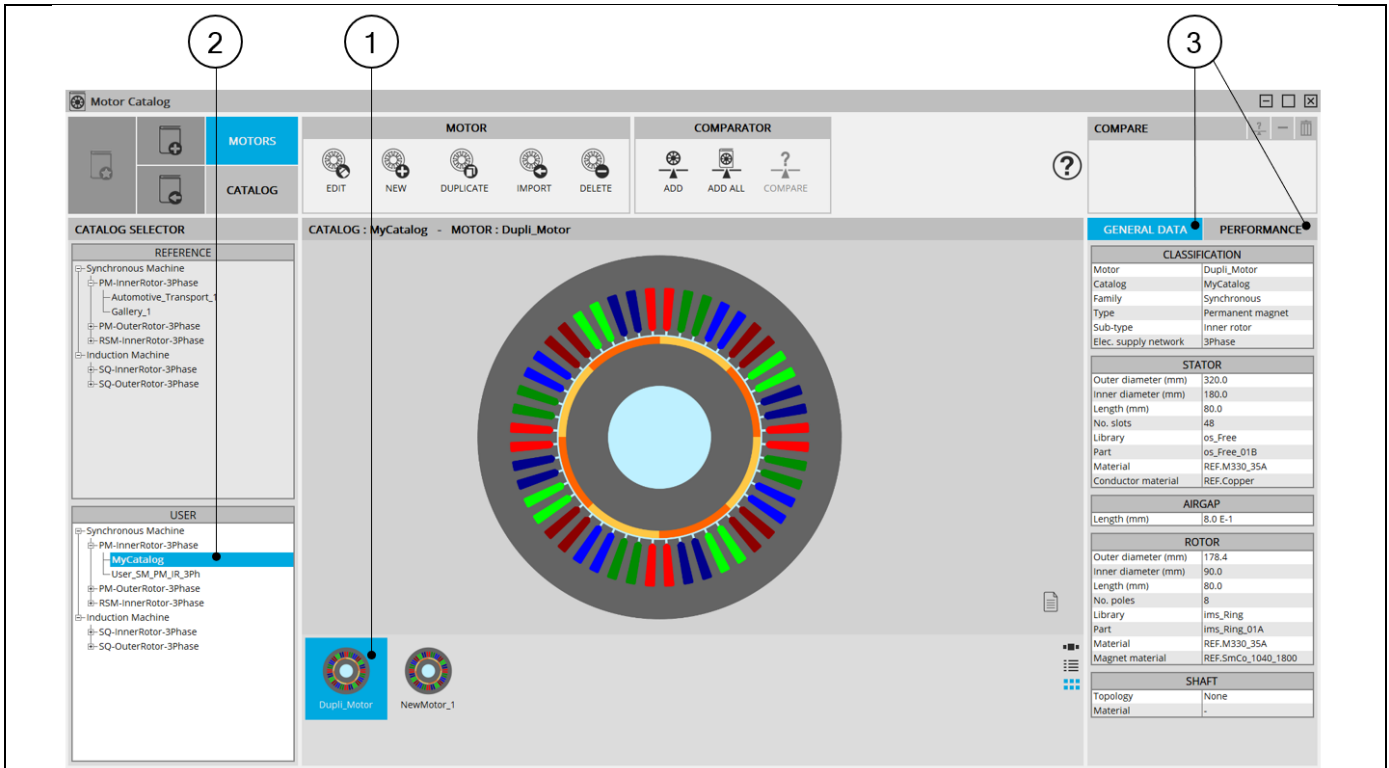 2
1
3
Motor Catalog
MOTORS
CATALOG
MOTOR
EDIT NEW DUPLICATE IMPORT DELETE
COMPARATOR
ADD ADD ALL COMPARE
?
COMPARE
CATALOG SELECTOR
REFERENCE
Synchronous Machine
PM-InnerRotor-3Phase
Automotive_Transport_1
Gallery_1
PM-OuterRotor-3Phase
RSM-InnerRotor-3Phase
Induction Machine
SQ-InnerRotor-3Phase
SQ-OuterRotor-3Phase
USER
Synchronous Machine
PM-InnerRotor-3Phase
MyCatalog
User_SM_PM_IR_3Ph
PM-OuterRotor-3Phase
RSM-InnerRotor-3Phase
Induction Machine
SQ-InnerRotor-3Phase
SQ-OuterRotor-3Phase
CATALOG : MyCatalog - MOTOR : Dupli_Motor
Dupli_Motor
NewMotor_1
GENERAL DATA PERFORMANCE
CLASSIFICATION
Motor Dupli_Motor
Catalog MyCatalog
Family Synchronous
Type Permanent magnet
Sub-type Inner rotor
Elec. supply network 3Phase
STATOR
Outer diameter (mm) 320.0
Inner diameter (mm) 180.0
Length (mm) 80.0
No. slots 48
Library os_Free
Part os_Free_01B
Material REF.M330_35A
Conductor material REF.Copper
AIRGAP
Length (mm) 8.0 E-1
ROTOR
Outer diameter (mm) 178.4
Inner diameter (mm) 90.0
Length (mm) 80.0
No. poles 8
Library ims_Ring
Part ims_Ring_01A
Material REF.M330_35A
Magnet material REF.SmCo_1040_1800
SHAFT
Topology None
Material -